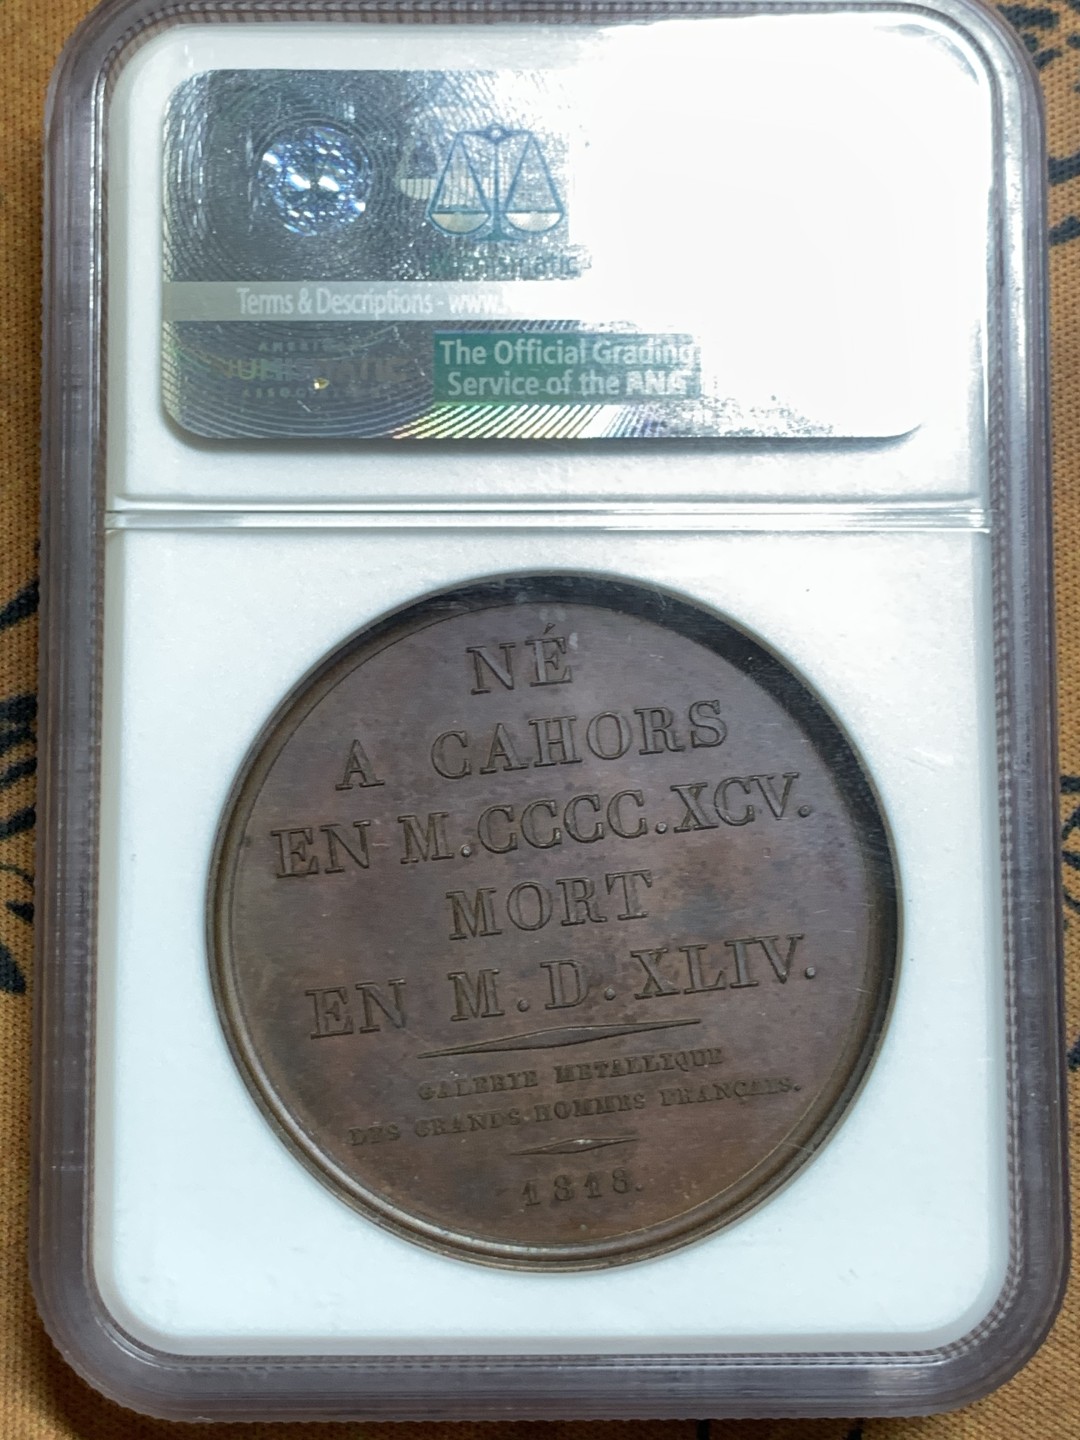 Terms & Descriptions - www.
The Official Grading
Service of the ANA
NÉ
A CAHORS
EN M.CCCC.XCV.
MORT
EN M.D.XLIV.
GALERIE METALLIQUE
DES GRANDS HOMMES FRANÇAIS.
1818.